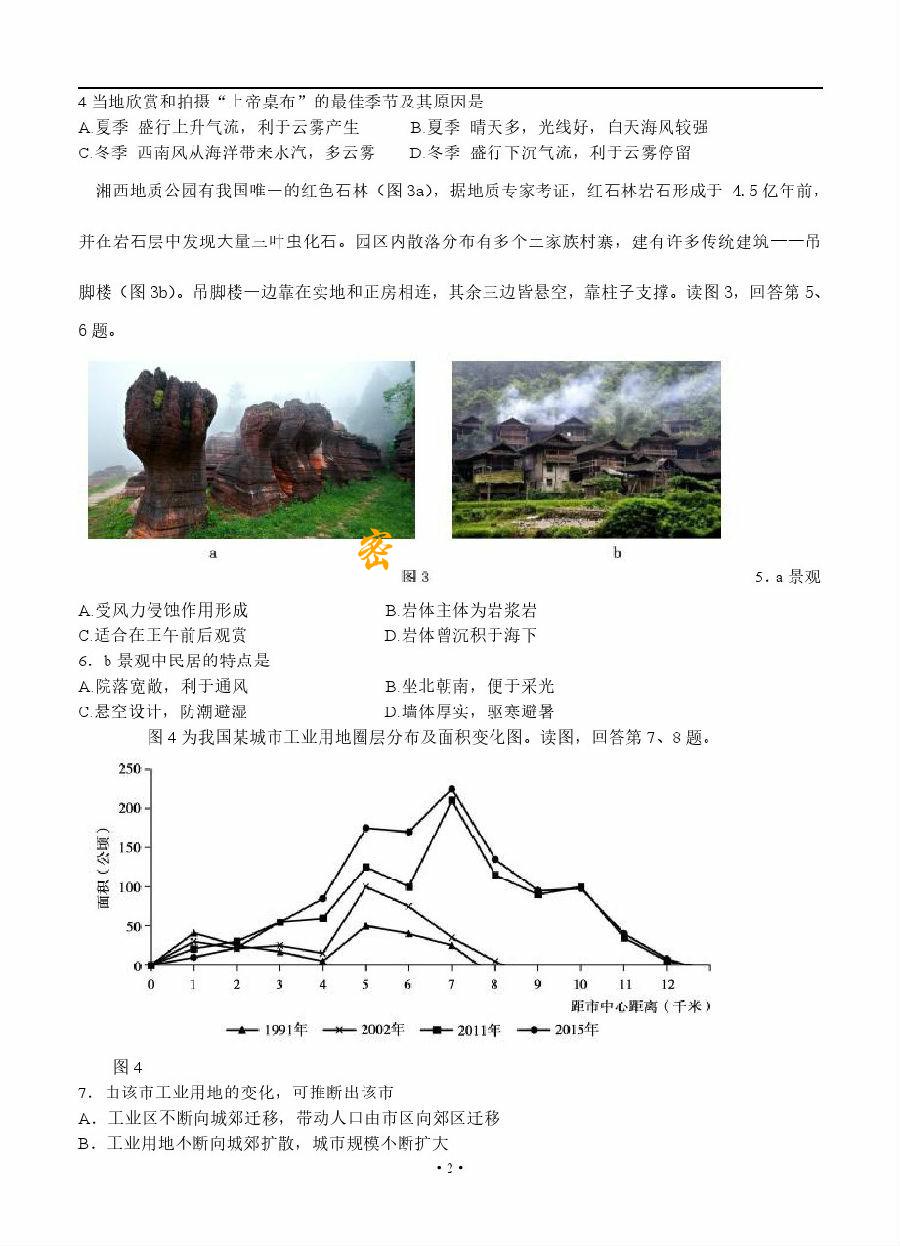 4 当地欣赏和拍摄“上帝桌布”的最佳季节及其原因是
A.夏季 盛行上升气流，利于云雾产生 B.夏季 晴天多，光线好，白天海风较强
C.冬季 西南风从海洋带来水汽，多云雾 D.冬季 盛行下沉气流，利于云雾停留
湘西地质公园有我国唯一的红色石林（图3a），据地质专家考证，红石林岩石形成于 4.5亿年前，
并在岩石层中发现大量三叶虫化石。园区内散落分布有多个土家族村寨，建有许多传统建筑——吊
脚楼（图3b）。吊脚楼一边靠在实地和正房相连，其余三边皆悬空，靠柱子支撑。读图3，回答第5、
6题。
a b
密
图3 5．a景观
A.受风力侵蚀作用形成 B.岩体主体为岩浆岩
C.适合在正午前后观赏 D.岩体曾沉积于海下
6．b景观中民居的特点是
A.院落宽敞，利于通风 B.坐北朝南，便于采光
C.悬空设计，防潮避湿 D.墙体厚实，驱寒避暑
图4为我国某城市工业用地圈层分布及面积变化图。读图，回答第7、8题。
250
200
150
100
50
0
面积（公顷）
0 1 2 3 4 5 6 7 8 9 10 11 12
距市中心距离（千米）
1991年 2002年 2011年 2015年
图4
7．由该市工业用地的变化，可推断出该市
A．工业区不断向城郊迁移，带动人口由市区向郊区迁移
B．工业用地不断向城郊扩散，城市规模不断扩大
·2·